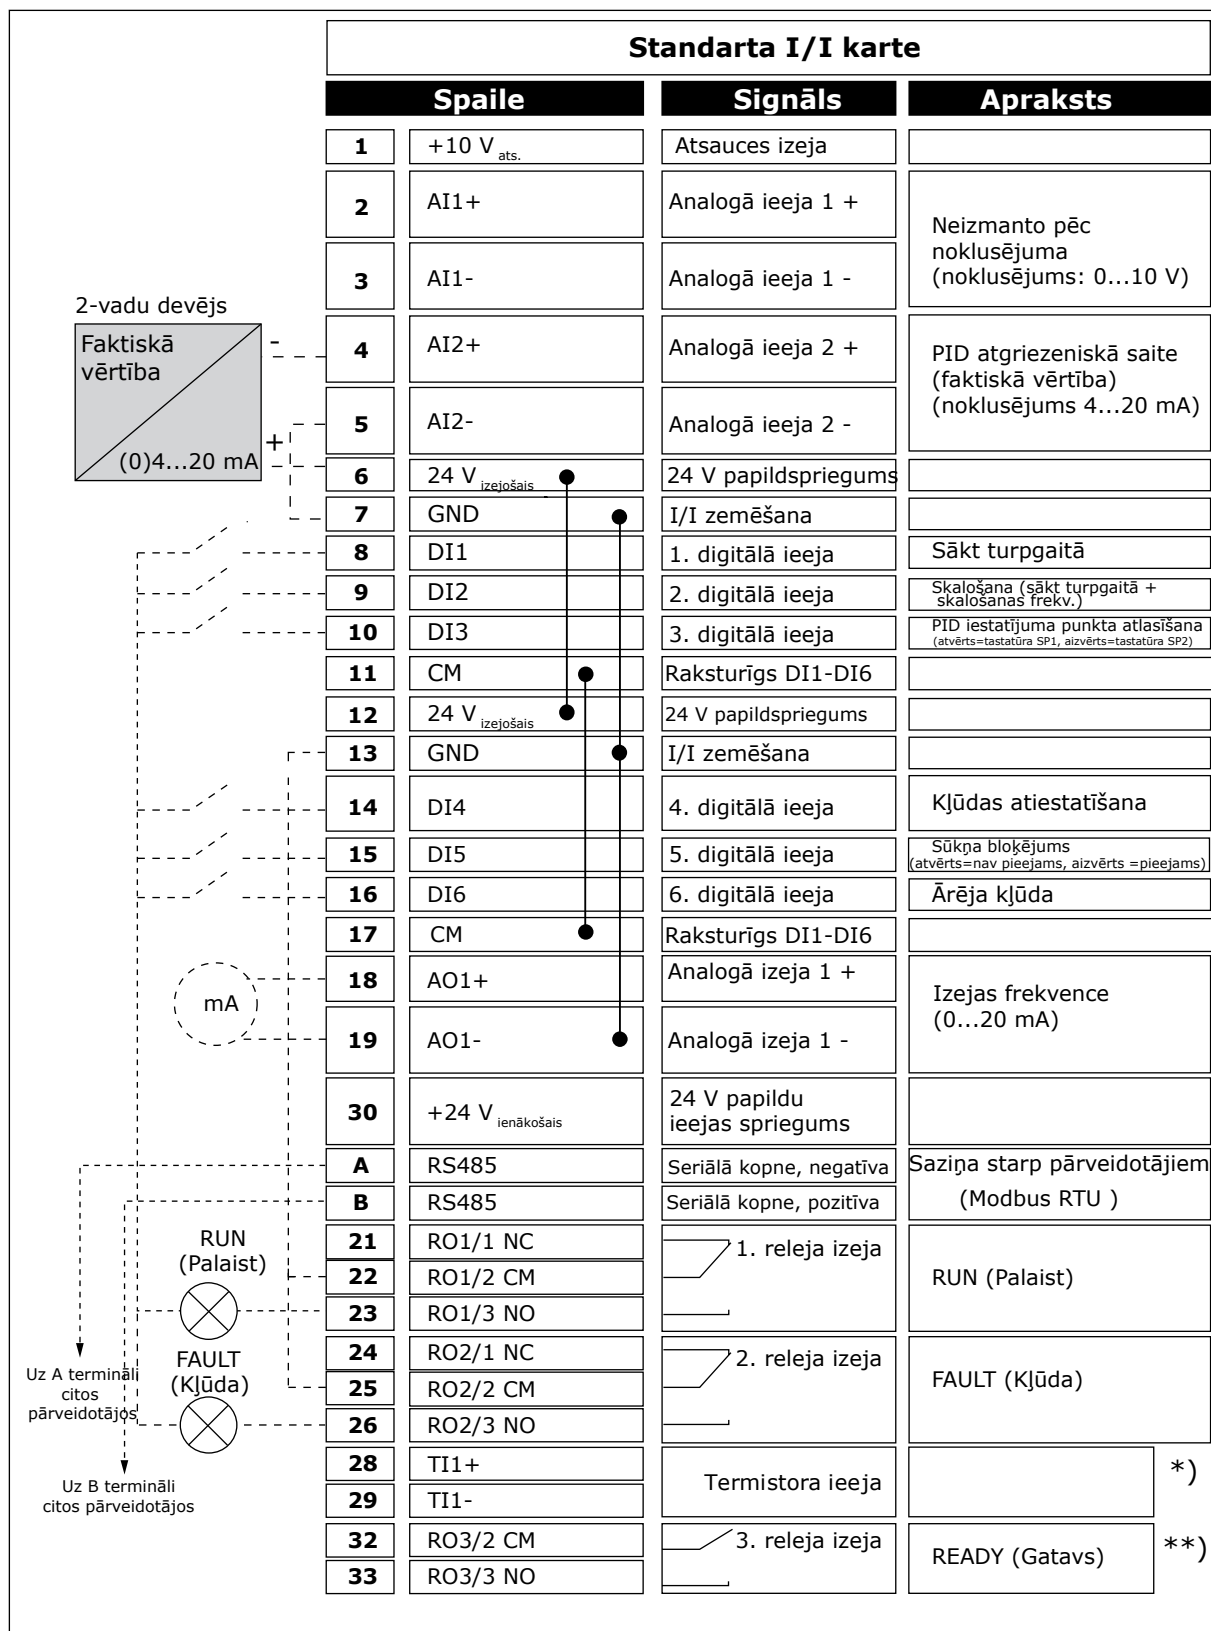 Standarta I/I karte
Spaile Signāls Apraksts
1 +10 V ats. Atsauces izeja
2 AI1+ Analogā ieeja 1 +
3 AI1- Analogā ieeja 1 -
Neizmanto pēc
noklusējuma
(noklusējums: 0...10 V)
2-vadu devējs
Faktiskā
vērtība
(0)4...20 mA
-
+
4 AI2+ Analogā ieeja 2 +
5 AI2- Analogā ieeja 2 -
PID atgriezeniskā saite
(faktiskā vērtība)
(noklusējums 4...20 mA)
6 24 V izejošais 24 V papildspriegums
7 GND I/I zemēšana
8 DI1 1. digitālā ieeja Sākt turpgaitā
9 DI2 2. digitālā ieeja Skalošana (sākt turpgaitā +
skalošanas frekv.)
10 DI3 3. digitālā ieeja PID iestatījuma punkta atlasīšana
(atvērts=tastatūra SP1, aizvērts=tastatūra SP2)
11 CM Raksturīgs DI1-DI6
12 24 V izejošais 24 V papildspriegums
13 GND I/I zemēšana
14 DI4 4. digitālā ieeja Kļūdas atiestatīšana
15 DI5 5. digitālā ieeja Sūkņa bloķējums
(atvērts=nav pieejams, aizvērts =pieejams)
16 DI6 6. digitālā ieeja Ārēja kļūda
17 CM Raksturīgs DI1-DI6
18 AO1+ Analogā izeja 1 +
19 AO1- Analogā izeja 1 -
Izejas frekvence
(0...20 mA)
mA
30 +24 V ienākošais 24 V papildu
ieejas spriegums
A RS485 Seriālā kopne, negatīva
B RS485 Seriālā kopne, pozitīva
Saziņa starp pārveidotājiem
(Modbus RTU )
21 RO1/1 NC
22 RO1/2 CM
23 RO1/3 NO
1. releja izeja
RUN (Palaist)
RUN
(Palaist)
24 RO2/1 NC
25 RO2/2 CM
26 RO2/3 NO
2. releja izeja
FAULT (Kļūda)
FAULT
(Kļūda)
Uz A termināli
citos
pārveidotājos
Uz B termināli
citos pārveidotājos
28 TI1+
29 TI1-
Termistora ieeja
*)
32 RO3/2 CM
33 RO3/3 NO
3. releja izeja
READY (Gatavs)
**)